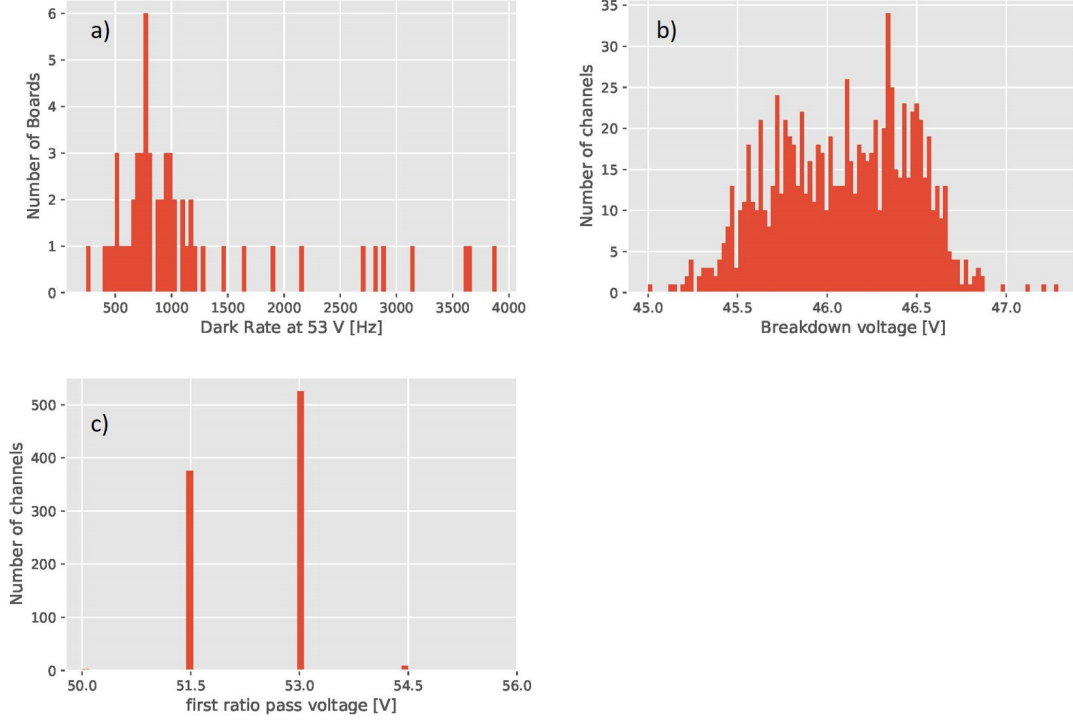 a)
6
5
4
3
2
1
0
Number of Boards
500 1000 1500 2000 2500 3000 3500 4000
Dark Rate at 53 V [Hz]
b)
35
30
25
20
15
10
5
0
Number of channels
45.0 45.5 46.0 46.5 47.0
Breakdown voltage [V]
c)
500
400
300
200
100
0
Number of channels
50.0 51.5 53.0 54.5 56.0
first ratio pass voltage [V]